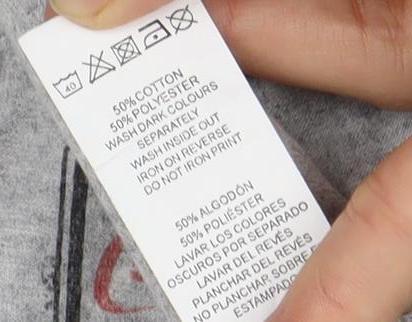 40
50% COTTON
50% POLYESTER
WASH DARK COLOURS
SEPARATELY
WASH INSIDE OUT
IRON ON REVERSE
DO NOT IRON PRINT
50% ALGODÓN
50% POLIÉSTER
LAVAR LOS COLORES
OSCUROS POR SEPARADO
LAVAR DEL REVÉS
PLANCHAR DEL REVÉS
NO PLANCHAR SOBRE
ESTAMPADO